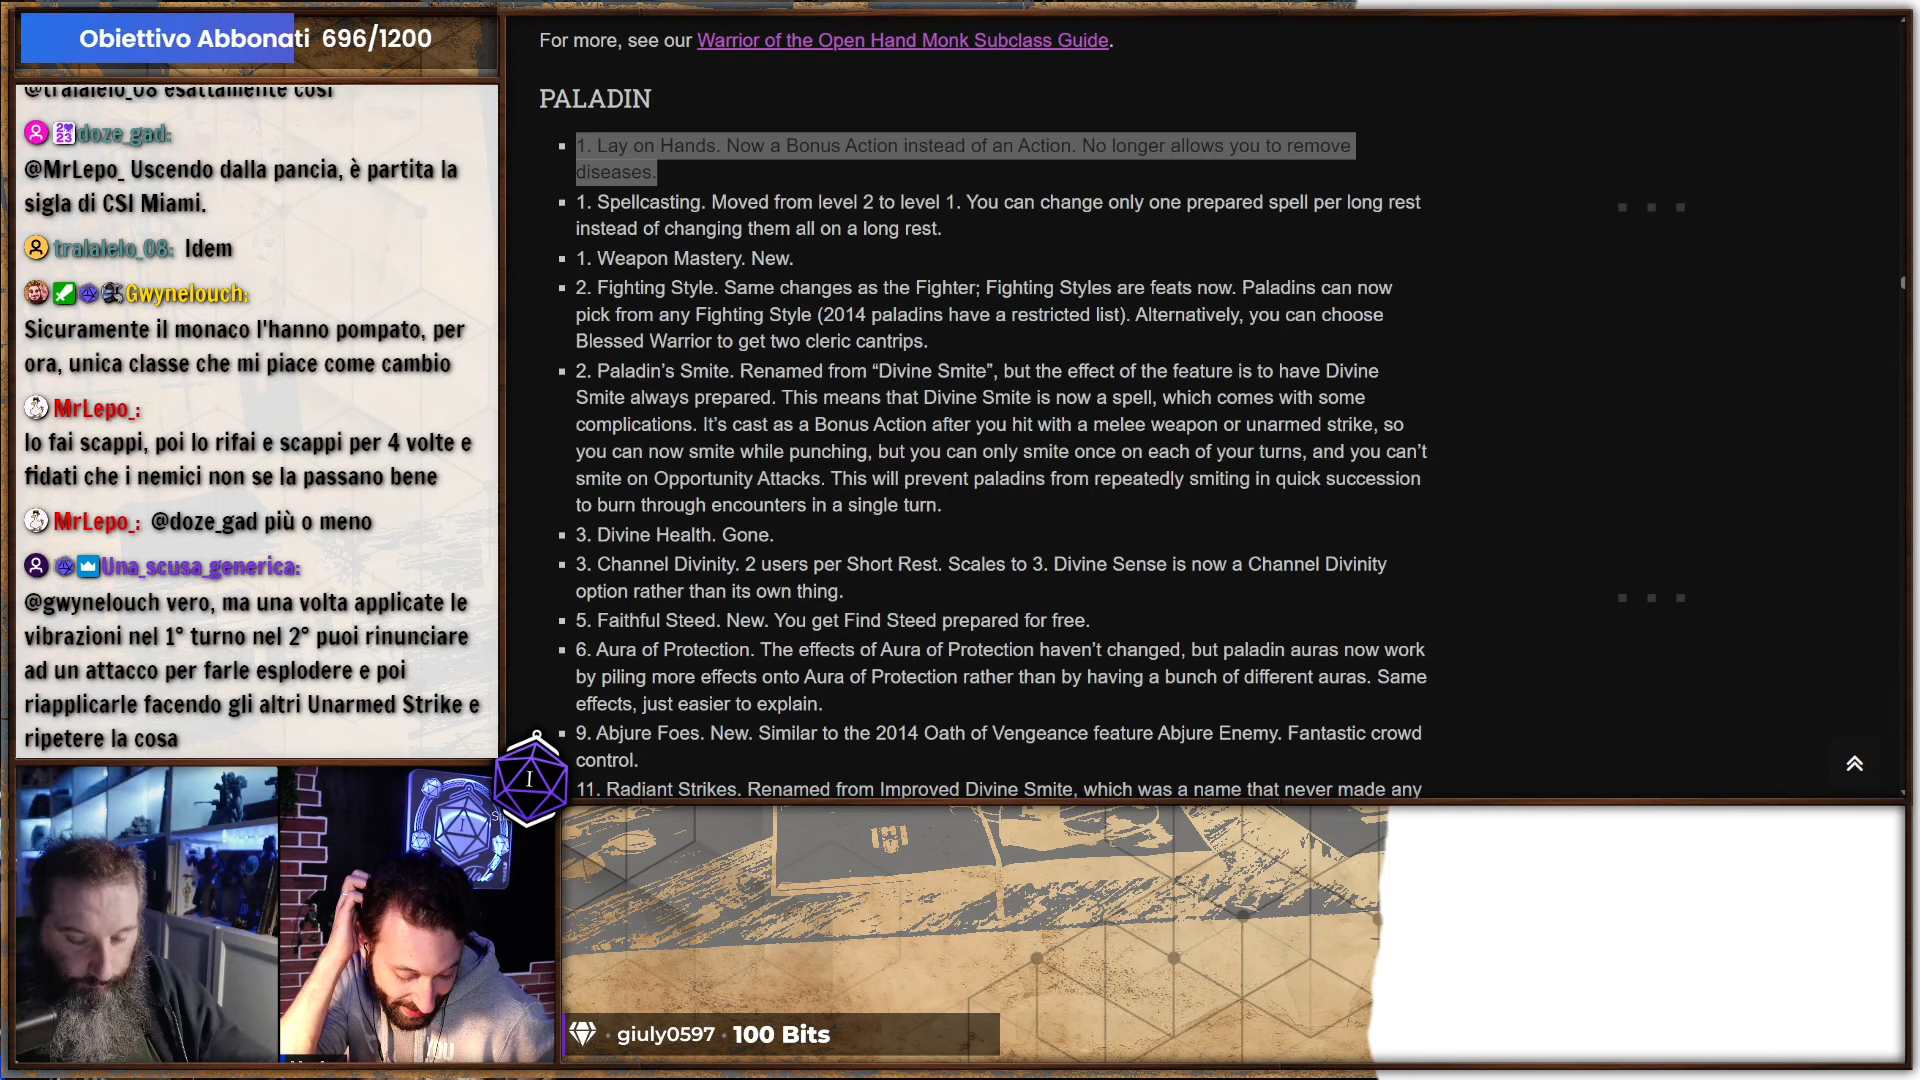 Obiettivo Abbonati 696/1200
@tralalelo_08 esattamente così
doze_gad:
@MrLepo_ Uscendo dalla pancia, è partita la
sigla di CSI Miami.
tralalelo_08: Idem
Gwynelouch:
Sicuramente il monaco l'hanno pompato, per
ora, unica classe che mi piace come cambio
MrLepo_:
lo fai scappi, poi lo rifai e scappi per 4 volte e
fidati che i nemici non se la passano bene
MrLepo_: @doze_gad più o meno
Una_scusa_generica:
@gwynelouch vero, ma una volta applicate le
vibrazioni nel 1° turno nel 2° puoi rinunciare
ad un attacco per farle esplodere e poi
riapplicarle facendo gli altri Unarmed Strike e
ripetere la cosa
For more, see our Warrior of the Open Hand Monk Subclass Guide.
PALADIN
1. Lay on Hands. Now a Bonus Action instead of an Action. No longer allows you to remove
diseases.
1. Spellcasting. Moved from level 2 to level 1. You can change only one prepared spell per long rest
instead of changing them all on a long rest.
1. Weapon Mastery. New.
2. Fighting Style. Same changes as the Fighter; Fighting Styles are feats now. Paladins can now
pick from any Fighting Style (2014 paladins have a restricted list). Alternatively, you can choose
Blessed Warrior to get two cleric cantrips.
2. Paladin’s Smite. Renamed from “Divine Smite”, but the effect of the feature is to have Divine
Smite always prepared. This means that Divine Smite is now a spell, which comes with some
complications. It’s cast as a Bonus Action after you hit with a melee weapon or unarmed strike, so
you can now smite while punching, but you can only smite once on each of your turns, and you can’t
smite on Opportunity Attacks. This will prevent paladins from repeatedly smiting in quick succession
to burn through encounters in a single turn.
3. Divine Health. Gone.
3. Channel Divinity. 2 users per Short Rest. Scales to 3. Divine Sense is now a Channel Divinity
option rather than its own thing.
5. Faithful Steed. New. You get Find Steed prepared for free.
6. Aura of Protection. The effects of Aura of Protection haven’t changed, but paladin auras now work
by piling more effects onto Aura of Protection rather than by having a bunch of different auras. Same
effects, just easier to explain.
9. Abjure Foes. New. Similar to the 2014 Oath of Vengeance feature Abjure Enemy. Fantastic crowd
control.
11. Radiant Strikes. Renamed from Improved Divine Smite, which was a name that never made any
I
giuly0597 · 100 Bits